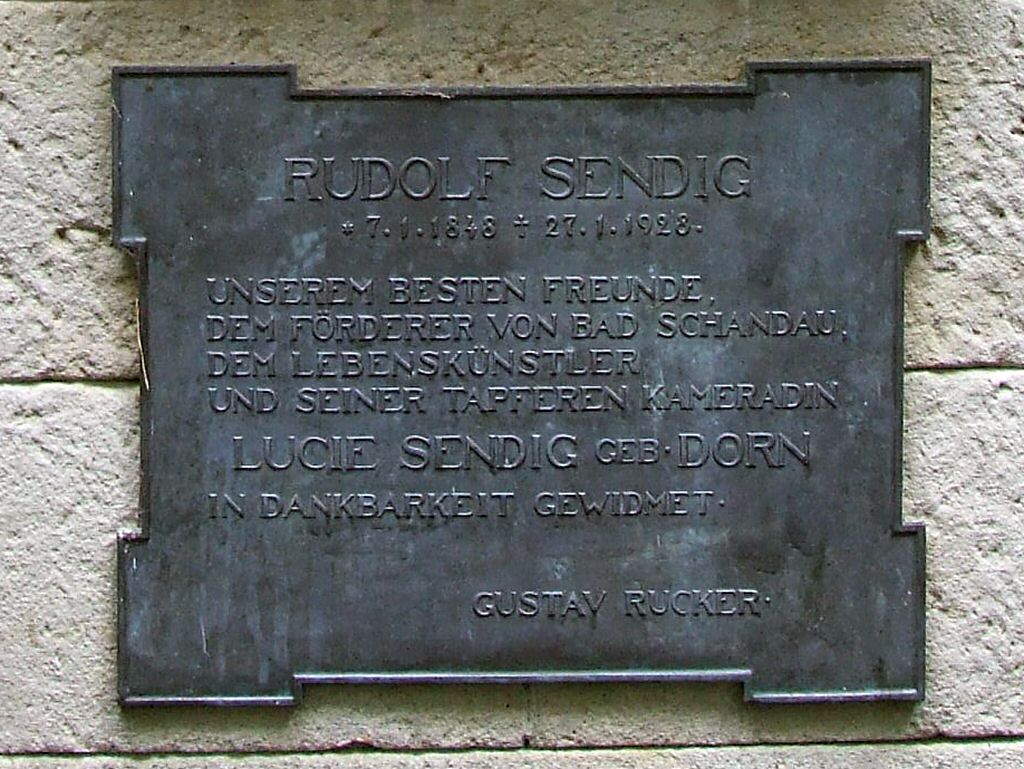 RUDOLF SENDIG
* 7.1.1848 † 27.1.1928.
UNSEREM BESTEN FREUNDE,
DEM FÖRDERER VON BAD SCHANDAU,
DEM LEBENSKÜNSTLER
UND SEINER TAPFEREN KAMERADIN
LUCIE SENDIG GEB· DORN
IN DANKBARKEIT GEWIDMET·
GUSTAV RUCKER·